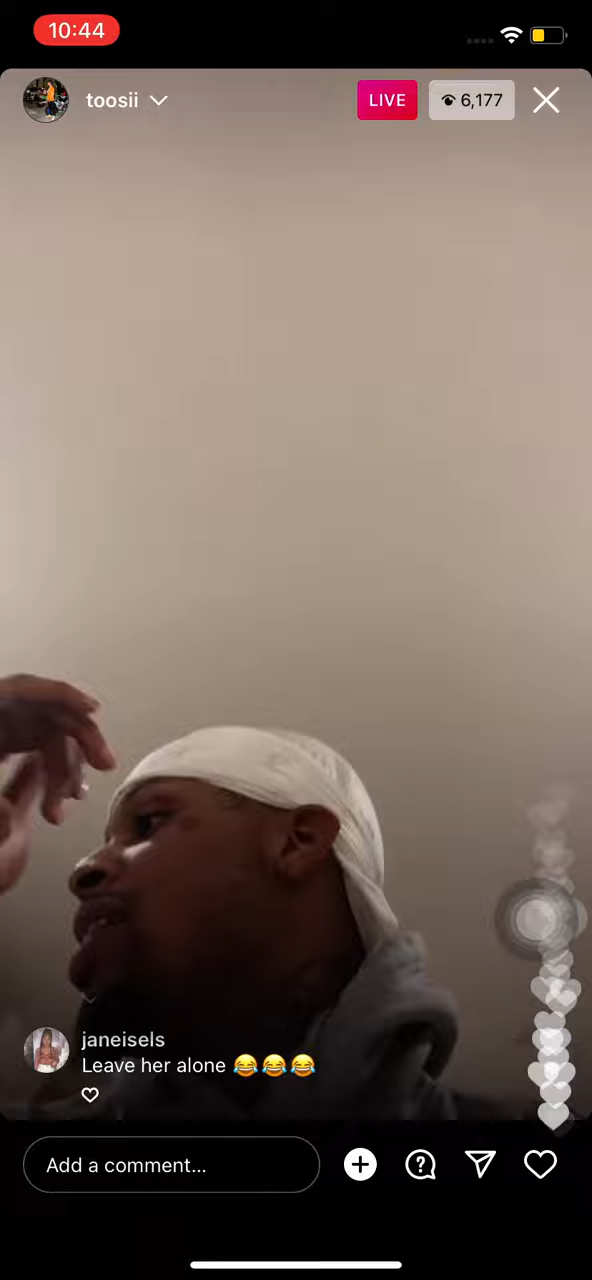 10:44
toosii
LIVE
6,177
janeisels
Leave her alone 😂😂😂
Add a comment...